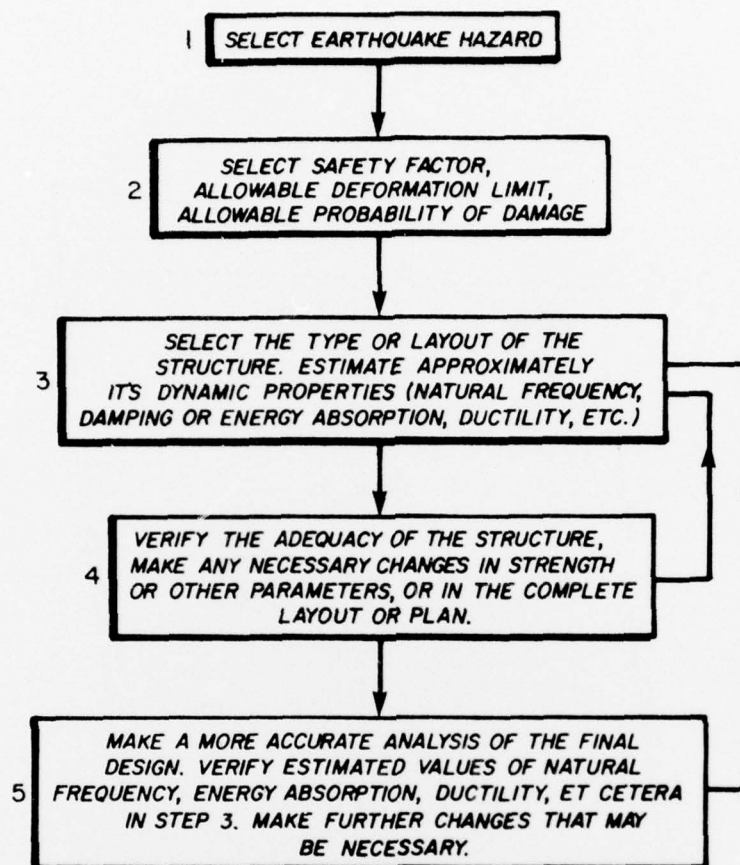 1 SELECT EARTHQUAKE HAZARD
2 SELECT SAFETY FACTOR,
ALLOWABLE DEFORMATION LIMIT,
ALLOWABLE PROBABILITY OF DAMAGE
3 SELECT THE TYPE OR LAYOUT OF THE
STRUCTURE. ESTIMATE APPROXIMATELY
IT'S DYNAMIC PROPERTIES (NATURAL FREQUENCY,
DAMPING OR ENERGY ABSORPTION, DUCTILITY, ETC.)
4 VERIFY THE ADEQUACY OF THE STRUCTURE,
MAKE ANY NECESSARY CHANGES IN STRENGTH
OR OTHER PARAMETERS, OR IN THE COMPLETE
LAYOUT OR PLAN.
5 MAKE A MORE ACCURATE ANALYSIS OF THE FINAL
DESIGN. VERIFY ESTIMATED VALUES OF NATURAL
FREQUENCY, ENERGY ABSORPTION, DUCTILITY, ET CETERA
IN STEP 3. MAKE FURTHER CHANGES THAT MAY
BE NECESSARY.